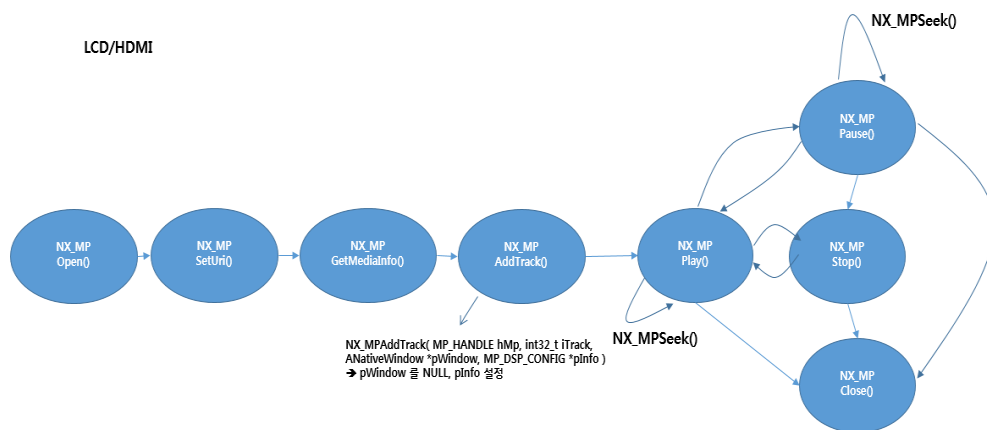 LCD/HDMI
NX_MPSeek()
NX_MP
Pause()
NX_MP
Open()
NX_MP
SetUri()
NX_MP
GetMediaInfo()
NX_MP
AddTrack()
NX_MP
Play()
NX_MP
Stop()
NX_MPSeek()
NX_MPAddTrack( MP_HANDLE hMp, int32_t iTrack,
ANativeWindow *pWindow, MP_DSP_CONFIG *pInfo )
➔ pWindow 를 NULL, pInfo 설정
NX_MP
Close()